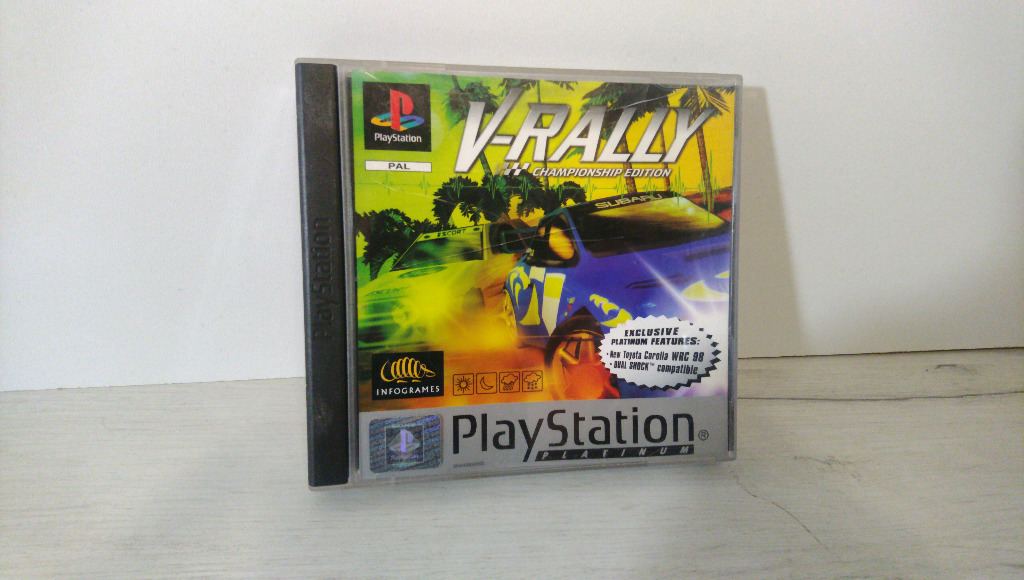 PlayStation
PlayStation
PAL
V-RALLY
CHAMPIONSHIP EDITION
SUBARU
ESCORT
EXCLUSIVE
PLATINUM FEATURES:
• New Toyota Corolla WRC 98
• DUAL SHOCK™ compatible
INFOGRAMES
PlayStation®
PLATINUM